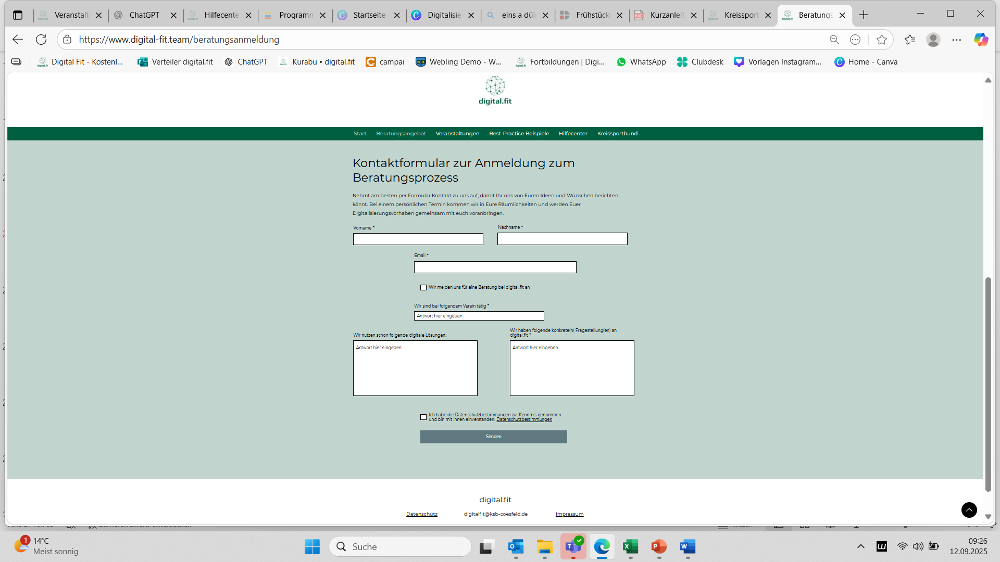 Veranstalt
ChatGPT
Hilfecente
Programm
Startseite
Digitalisie
eins a dül
Frühstück
Kurzanleit
Kreissport
Beratungs
https://www.digital-fit.team/beratungsanmeldung
Digital Fit - Kostenl...
Verteiler digital.fit
ChatGPT
Kurabu • digital.fit
campai
Webling Demo - W...
Fortbildungen | Digi...
WhatsApp
Clubdesk
Vorlagen Instagram...
Home - Canva
digital.fit
Start
Beratungsangebot
Veranstaltungen
Best-Practice Beispiele
Hilfecenter
Kreissportbund
Kontaktformular zur Anmeldung zum
Beratungsprozess
Nehmt am besten per Formular Kontakt zu uns auf, damit Ihr uns von Euren Ideen und Wünschen berichten
könnt. Bei einem persönlichen Termin kommen wir in Eure Räumlichkeiten und werden Euer
Digitalisierungsvorhaben gemeinsam mit euch voranbringen.
Vorname *
Nachname *
Email *
Wir melden uns für eine Beratung bei digital.fit an
Wir sind bei folgendem Verein tätig *
Antwort hier eingeben
Wir nutzen schon folgende digitale Lösungen:
Antwort hier eingeben
Wir haben folgende konkrete(n) Fragestellung(en) an
digital.fit *
Antwort hier eingeben
Ich habe die Datenschutzbestimmungen zur Kenntnis genommen
und bin mit ihnen einverstanden. Datenschutzbestimmungen
Senden
digital.fit
Datenschutz
digitalfit@ksb-coesfeld.de
Impressum
1
14°C
Meist sonnig
Suche
09:26
12.09.2025